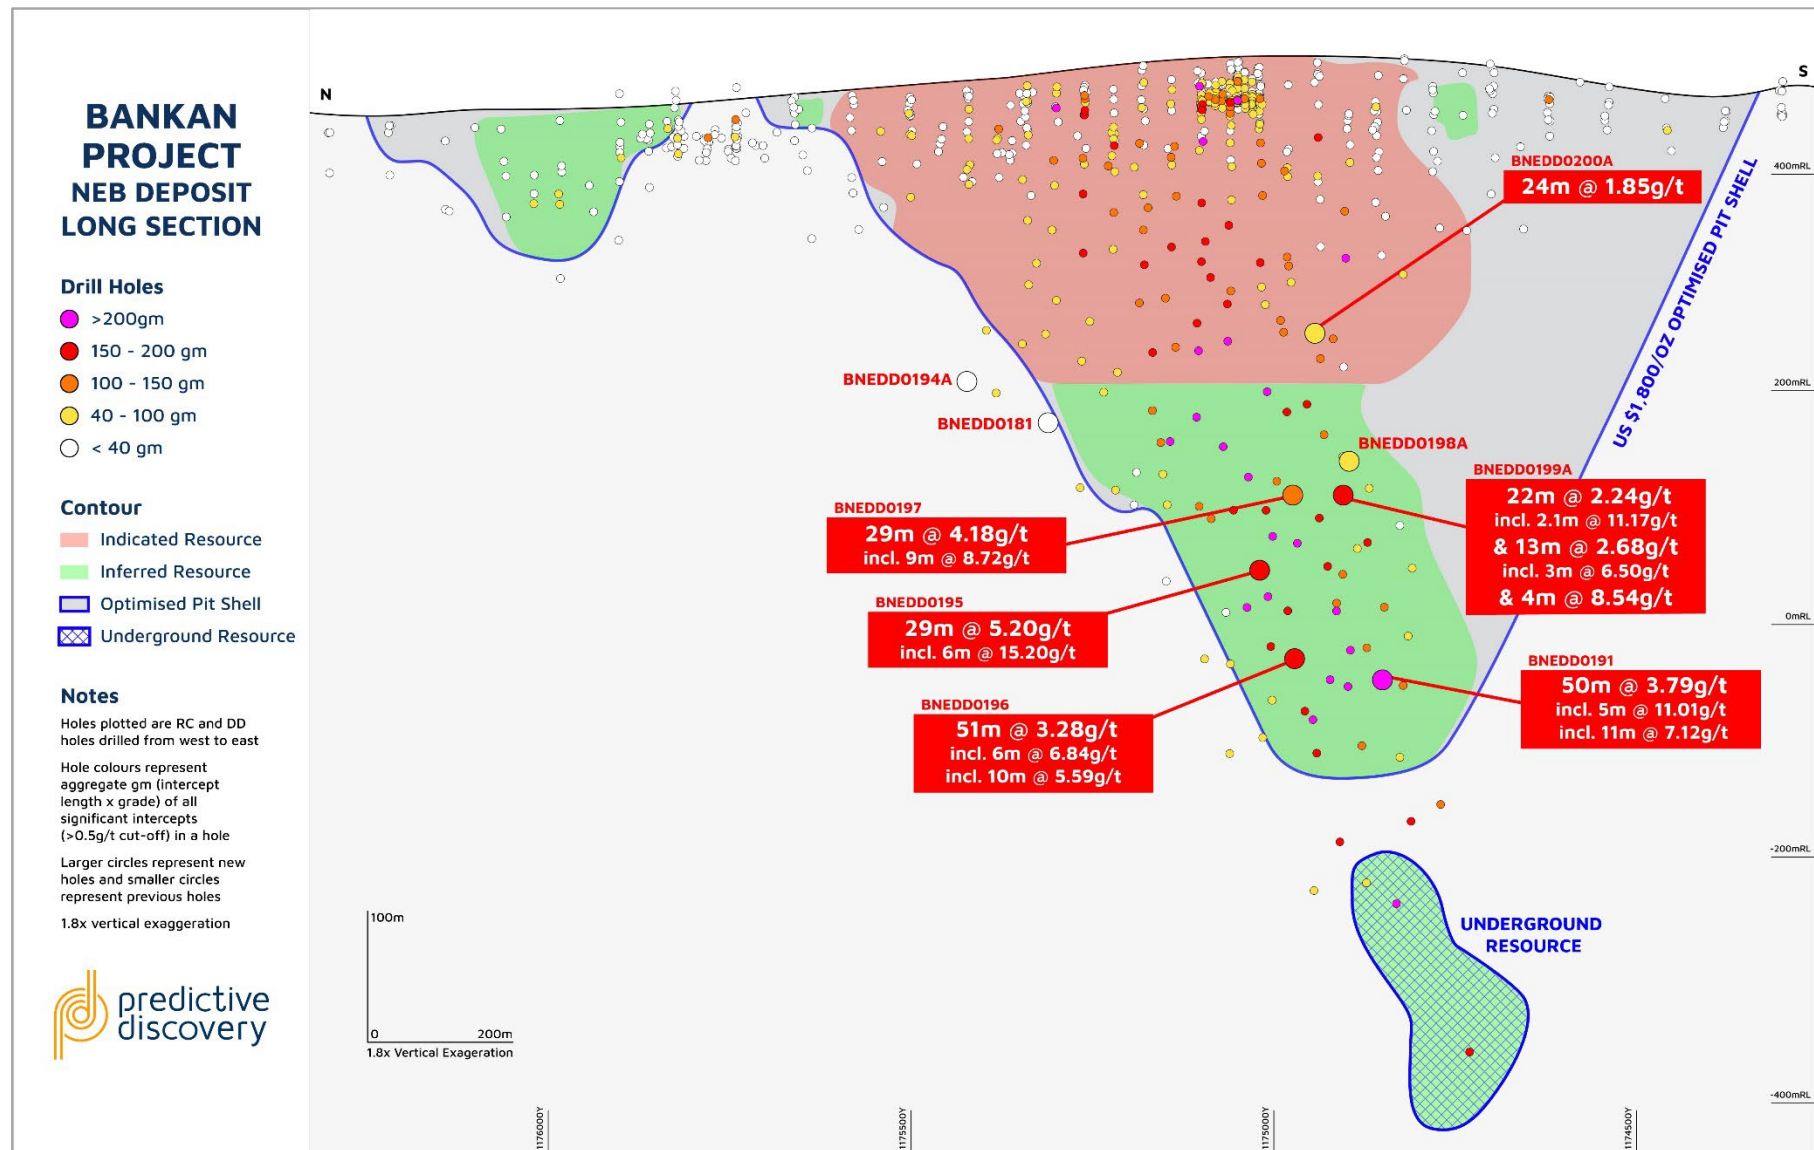 BANKAN
PROJECT
NEB DEPOSIT
LONG SECTION
Drill Holes
>200gm
150 - 200 gm
100 - 150 gm
40 - 100 gm
< 40 gm
Contour
Indicated Resource
Inferred Resource
Optimised Pit Shell
Underground Resource
Notes
Holes plotted are RC and DD
holes drilled from west to east
Hole colours represent
aggregate gm (intercept
length x grade) of all
significant intercepts
(>0.5g/t cut-off) in a hole
Larger circles represent new
holes and smaller circles
represent previous holes
1.8x vertical exaggeration
predictive
discovery
N
S
400mRL
200mRL
0mRL
-200mRL
-400mRL
US $1,800/OZ OPTIMISED PIT SHELL
BNEDD0200A
24m @ 1.85g/t
BNEDD0194A
BNEDD0181
BNEDD0198A
BNEDD0199A
22m @ 2.24g/t
incl. 2.1m @ 11.17g/t
& 13m @ 2.68g/t
incl. 3m @ 6.50g/t
& 4m @ 8.54g/t
BNEDD0197
29m @ 4.18g/t
incl. 9m @ 8.72g/t
BNEDD0195
29m @ 5.20g/t
incl. 6m @ 15.20g/t
BNEDD0191
50m @ 3.79g/t
incl. 5m @ 11.01g/t
incl. 11m @ 7.12g/t
BNEDD0196
51m @ 3.28g/t
incl. 6m @ 6.84g/t
incl. 10m @ 5.59g/t
UNDERGROUND
RESOURCE
100m
0
200m
1.8x Vertical Exageration
1176000Y
1175500Y
1175000Y
1174500Y